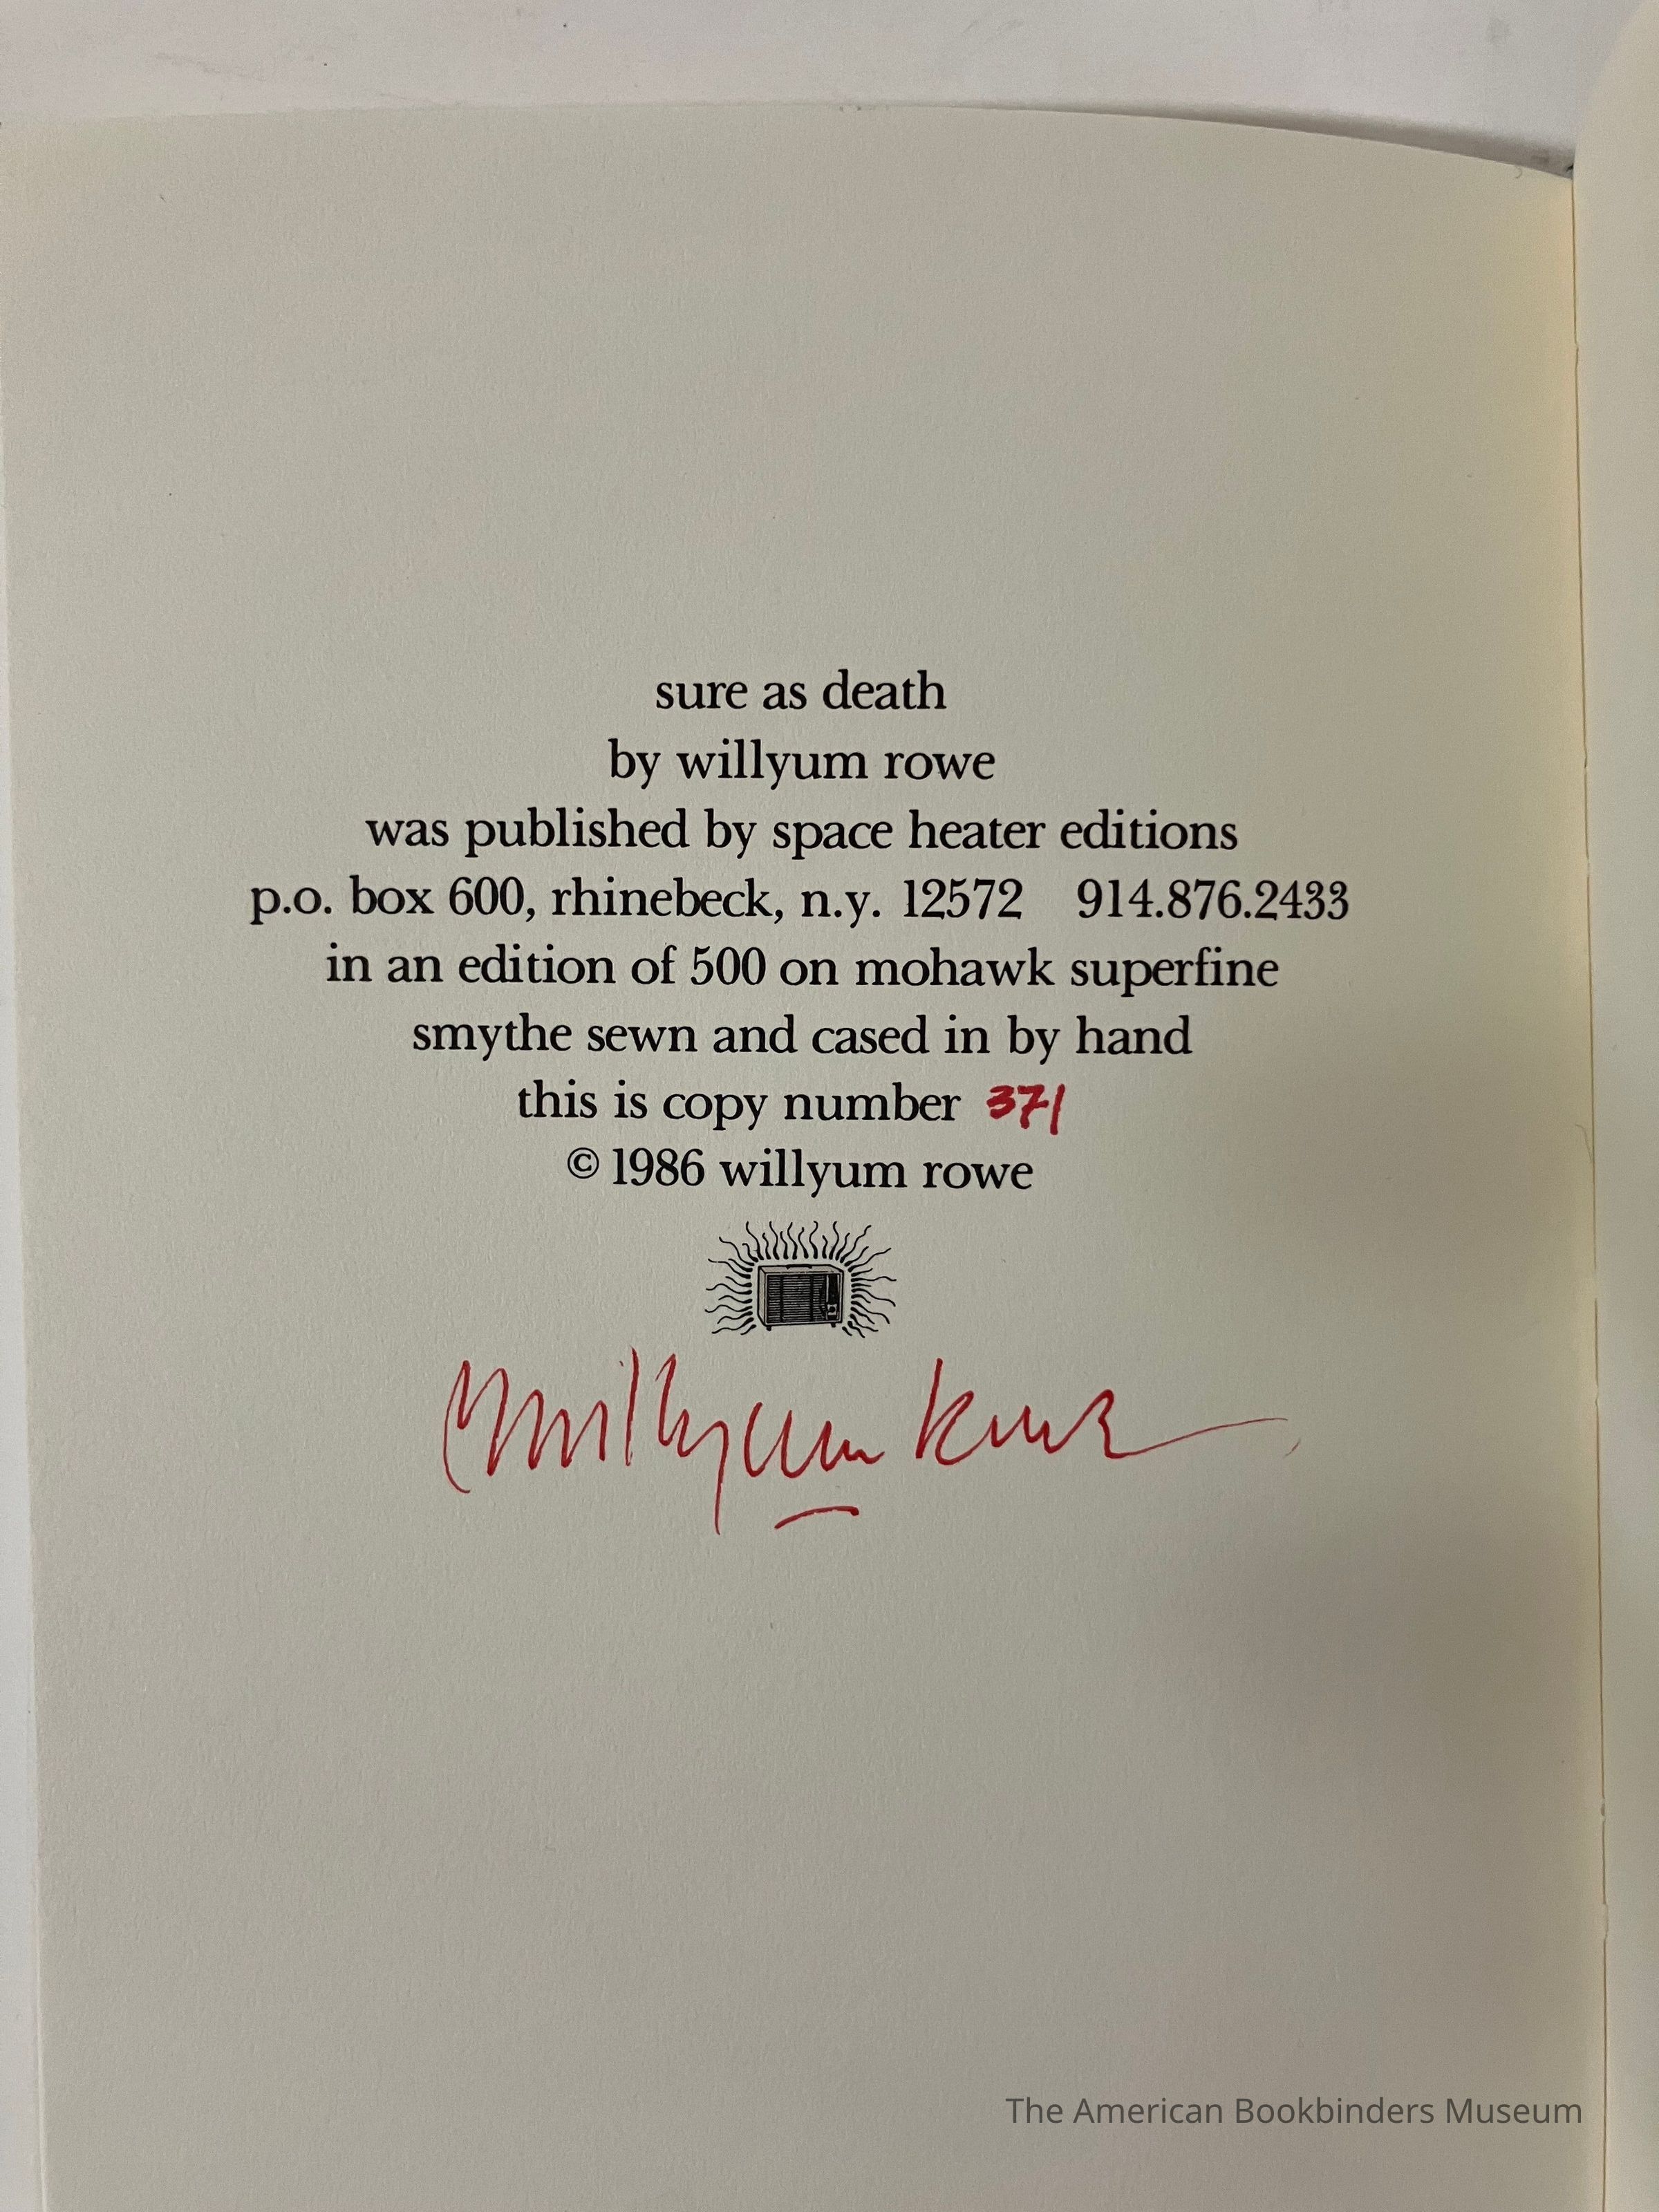 sure as death
by willyum rowe
was published by space heater editions
p.o. box 600, rhinebeck, n.y. 12572 914.876.2433
in an edition of 500 on mohawk superfine
smythe sewn and cased in by hand
this is copy number 371
© 1986 willyum rowe
Willyum Rowe
The American Bookbinders Museum